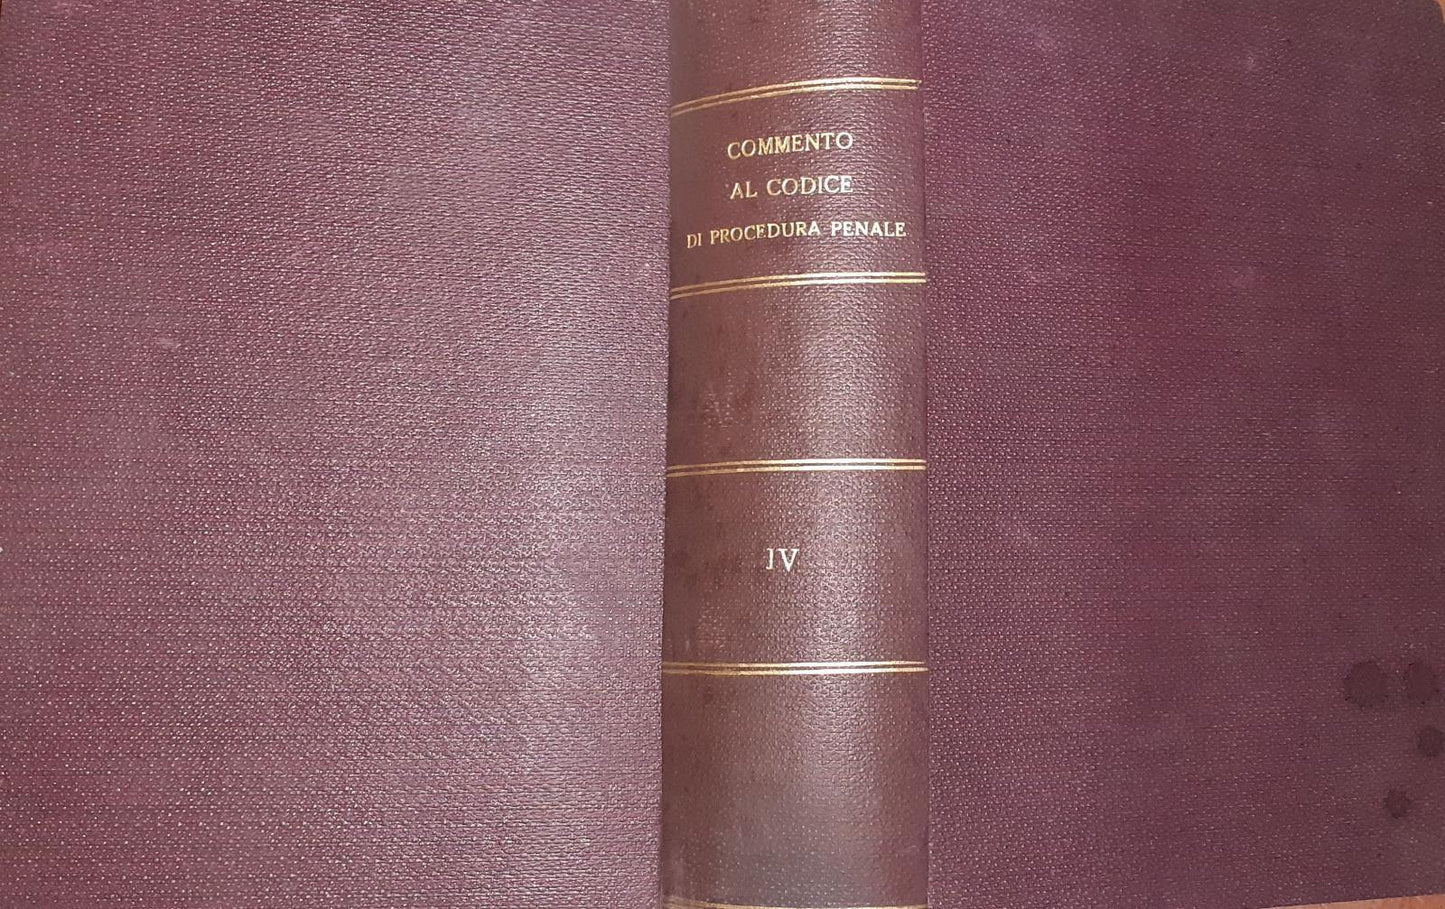 COMMENTO
AL CODICE
DI PROCEDURA PENALE
IV